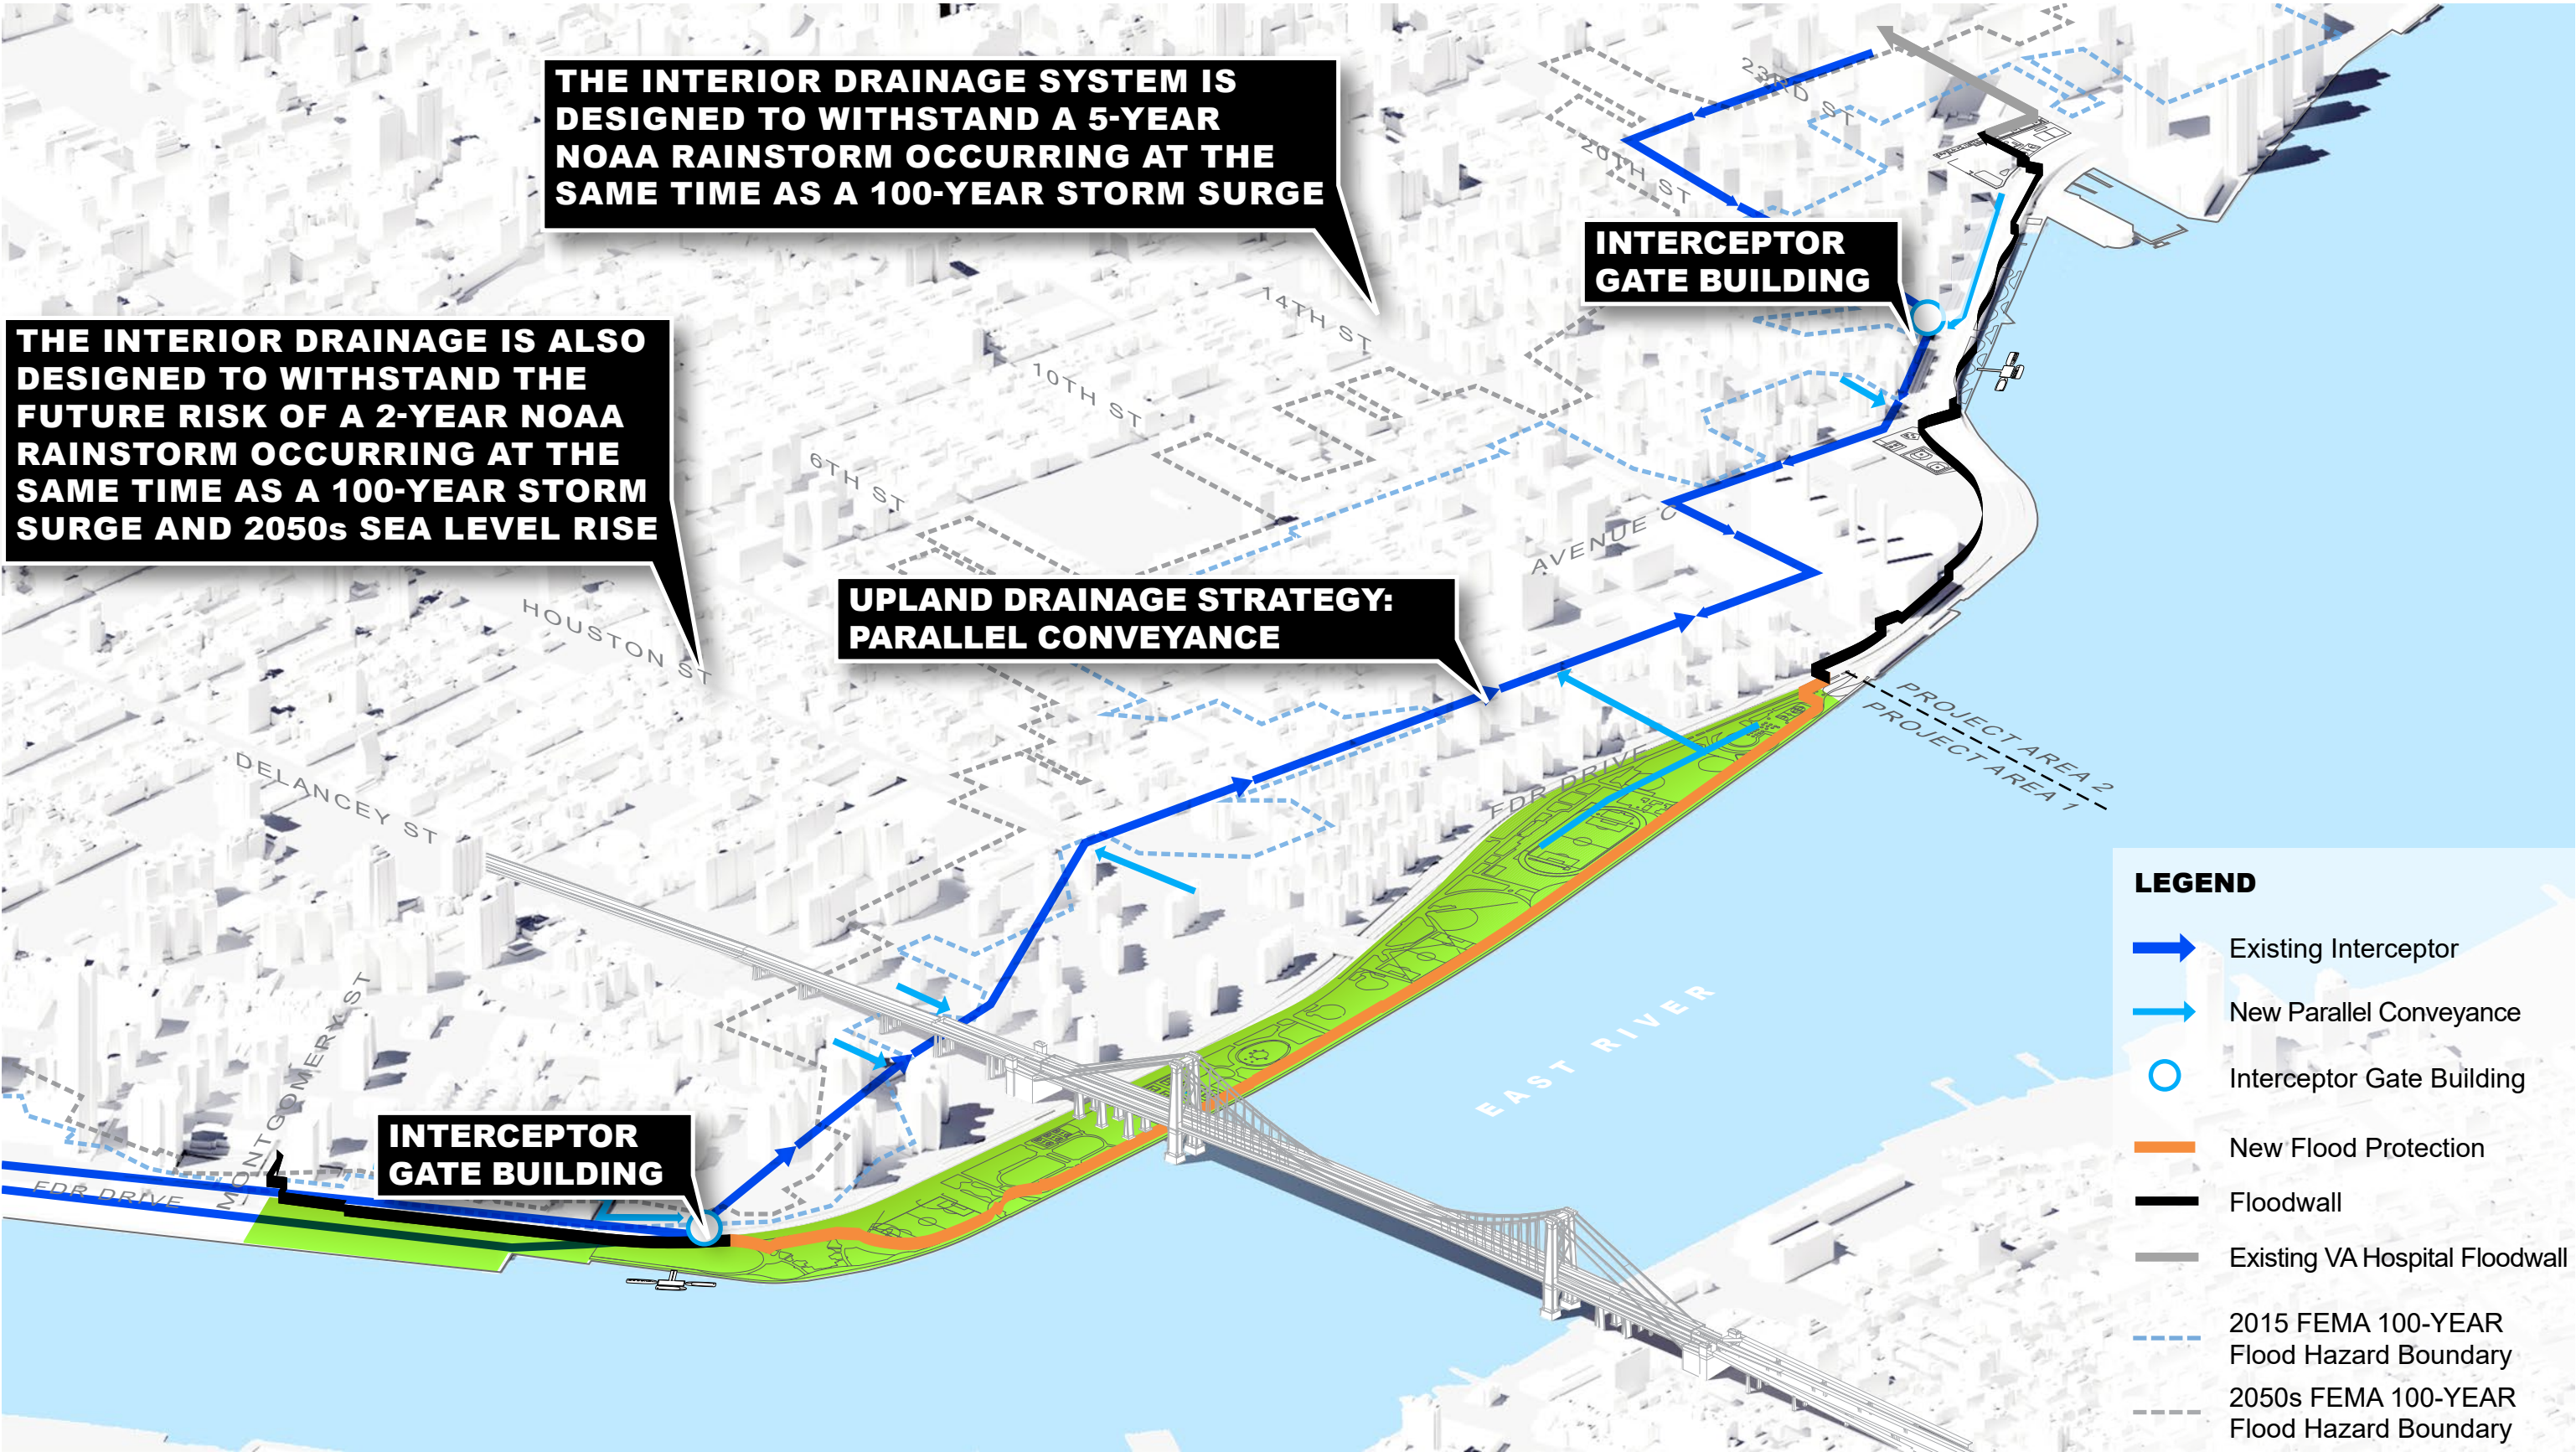 THE INTERIOR DRAINAGE SYSTEM IS
DESIGNED TO WITHSTAND A 5-YEAR
NOAA RAINSTORM OCCURRING AT THE
SAME TIME AS A 100-YEAR STORM SURGE
23RD ST
20TH ST
INTERCEPTOR
GATE BUILDING
14TH ST
THE INTERIOR DRAINAGE IS ALSO
DESIGNED TO WITHSTAND THE
FUTURE RISK OF A 2-YEAR NOAA
RAINSTORM OCCURRING AT THE
SAME TIME AS A 100-YEAR STORM
SURGE AND 2050s SEA LEVEL RISE
10TH ST
6TH ST
AVENUE C
UPLAND DRAINAGE STRATEGY:
PARALLEL CONVEYANCE
HOUSTON ST
PROJECT AREA 2
PROJECT AREA 1
FDR DRIVE
DELANCEY ST
EAST RIVER
MONTGOMERY ST
INTERCEPTOR
GATE BUILDING
FDR DRIVE
LEGEND
Existing Interceptor
New Parallel Conveyance
Interceptor Gate Building
New Flood Protection
Floodwall
Existing VA Hospital Floodwall
2015 FEMA 100-YEAR
Flood Hazard Boundary
2050s FEMA 100-YEAR
Flood Hazard Boundary